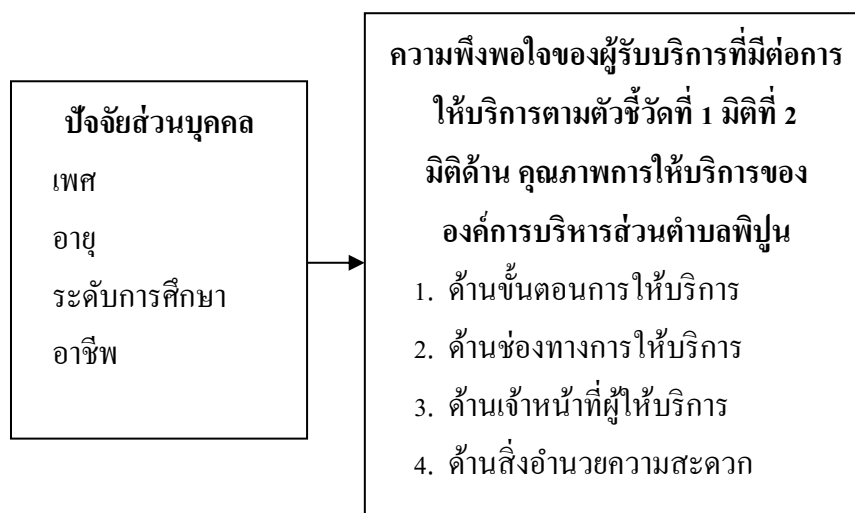 ปัจจัยส่วนบุคคล
เพศ
อายุ
ระดับการศึกษา
อาชีพ
ความพึงพอใจของผู้รับบริการที่มีต่อการ
ให้บริการตามตัวชี้วัดที่ 1 มิติที่ 2
มิติด้าน คุณภาพการให้บริการของ
องค์การบริหารส่วนตำบลพิปูน
1. ด้านขั้นตอนการให้บริการ
2. ด้านช่องทางการให้บริการ
3. ด้านเจ้าหน้าที่ผู้ให้บริการ
4. ด้านสิ่งอำนวยความสะดวก